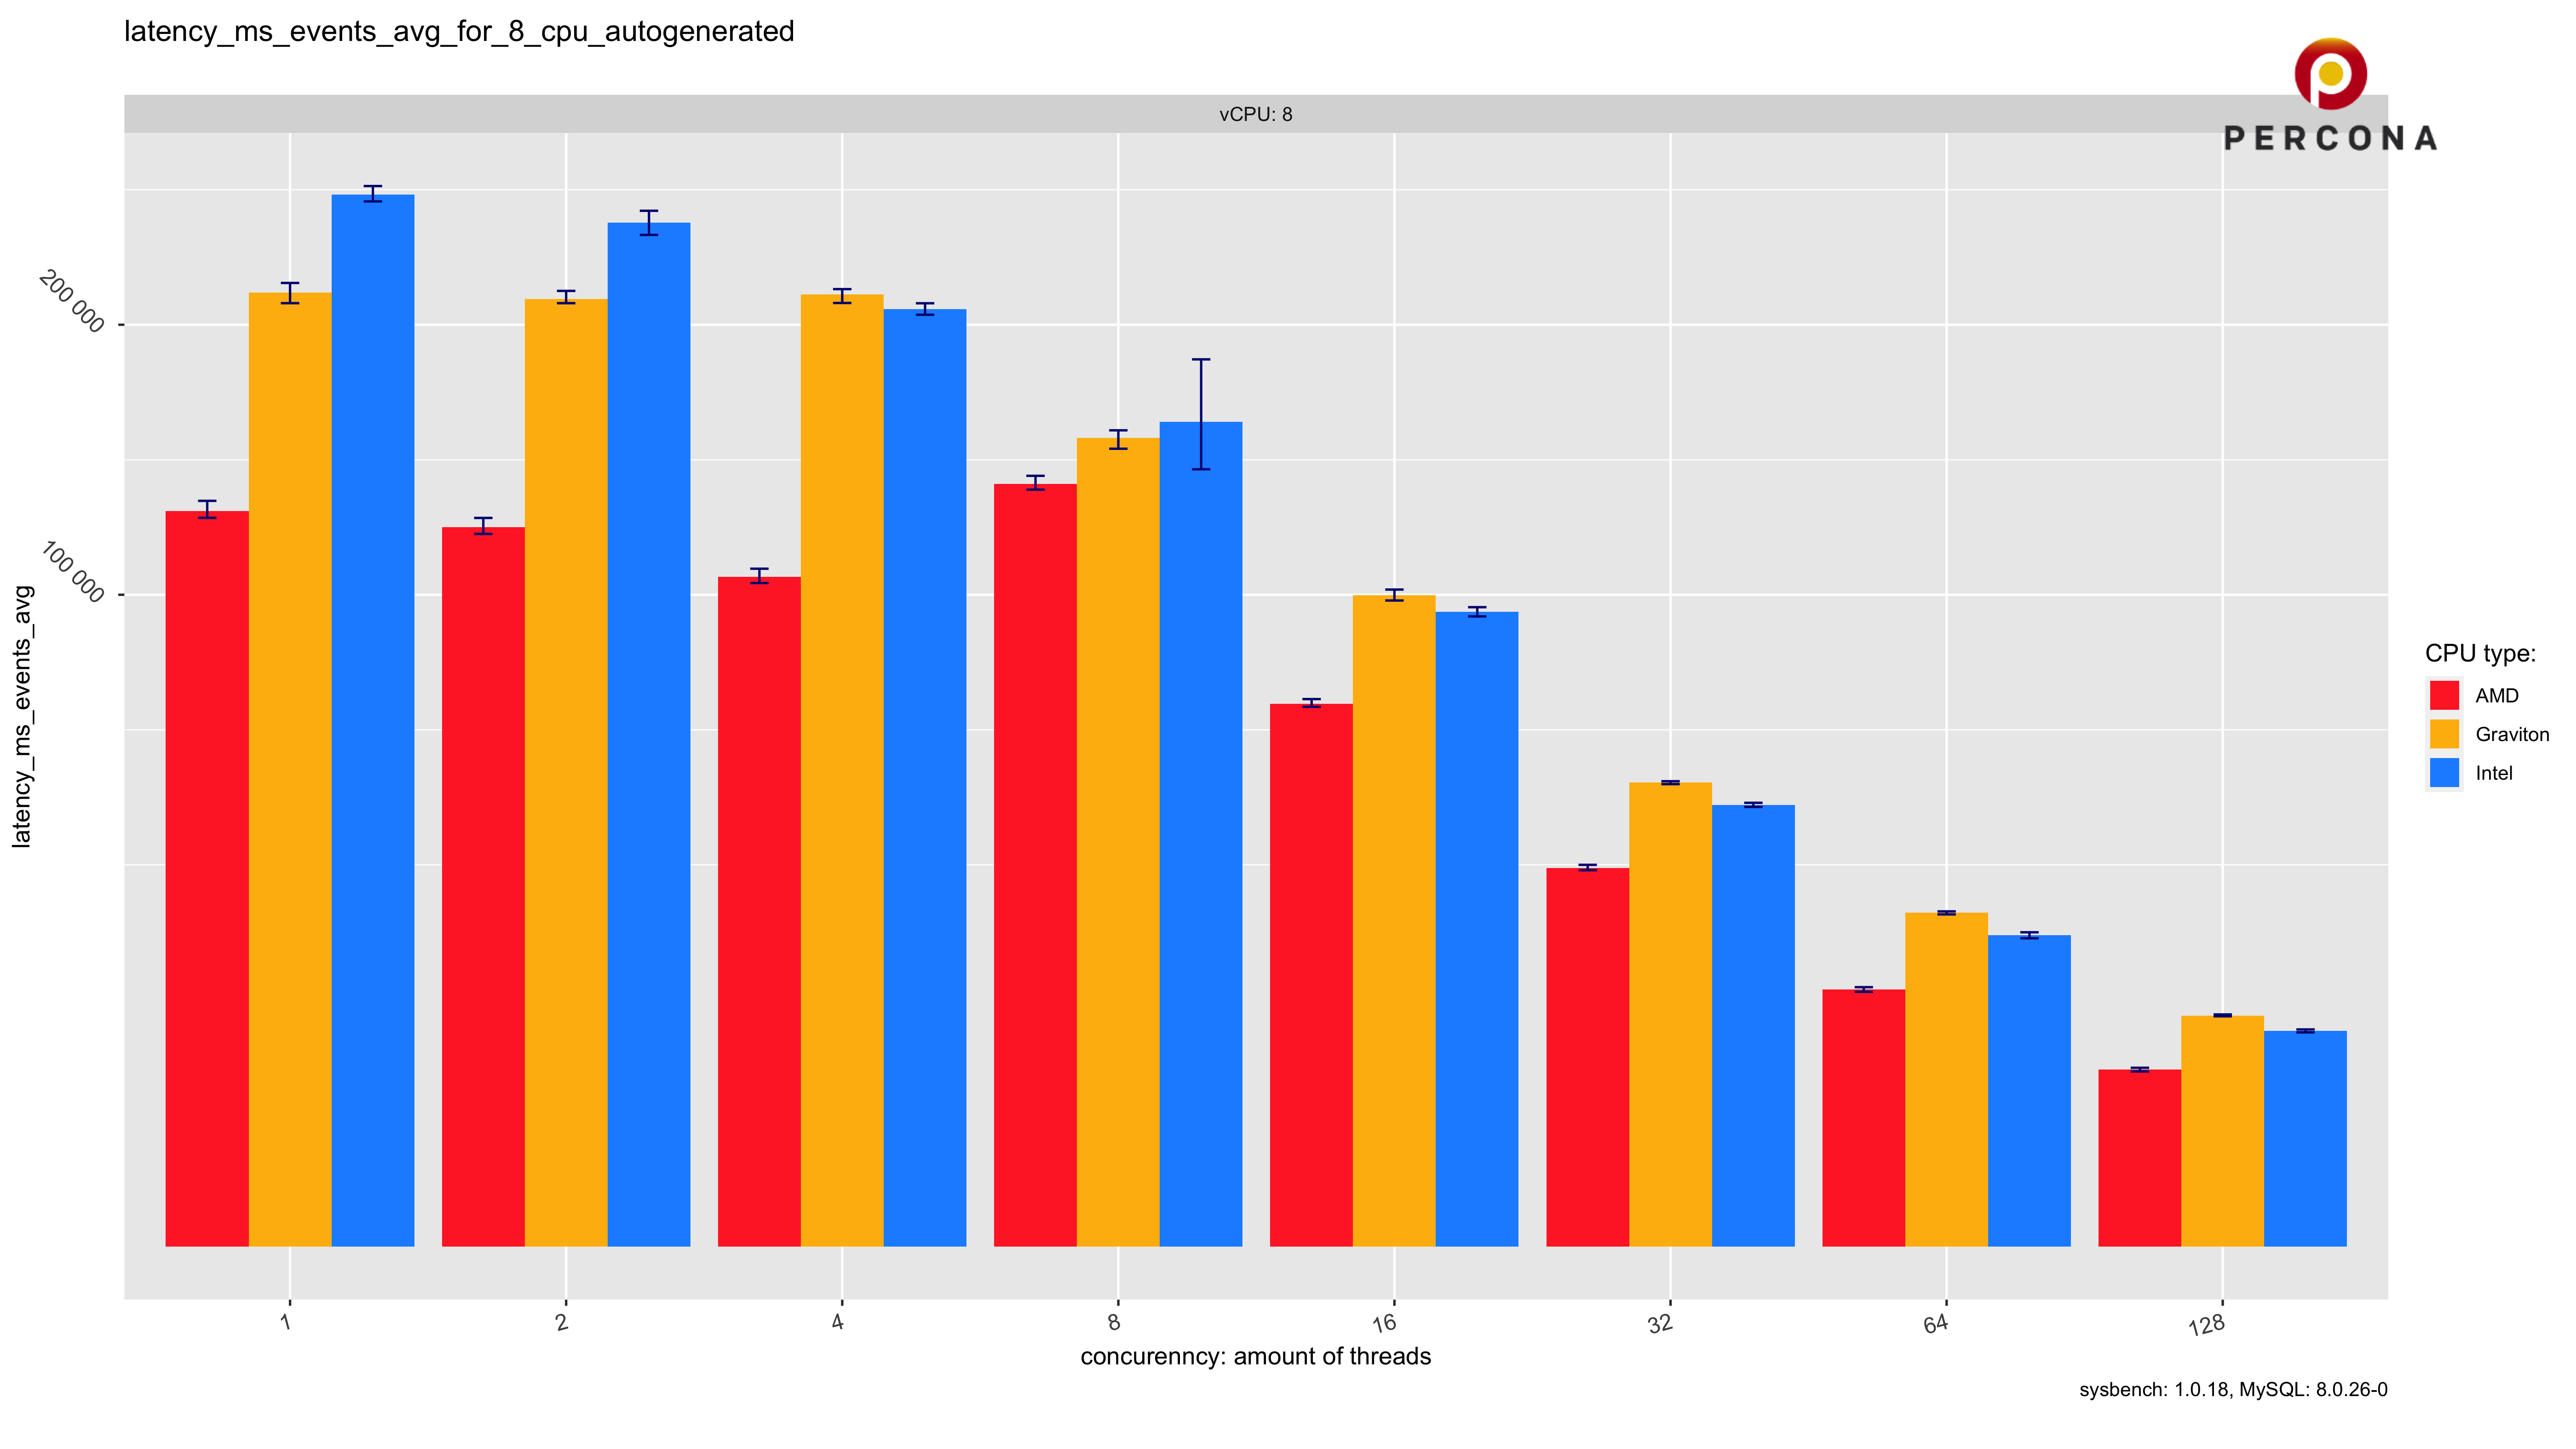 latency_ms_events_avg_for_8_cpu_autogenerated
PERCONA
vCPU: 8
latency_ms_events_avg
200 000
100 000
1 2 4 8 16 32 64 128
concurenncy: amount of threads
CPU type:
AMD
Graviton
Intel
sysbench: 1.0.18, MySQL: 8.0.26-0